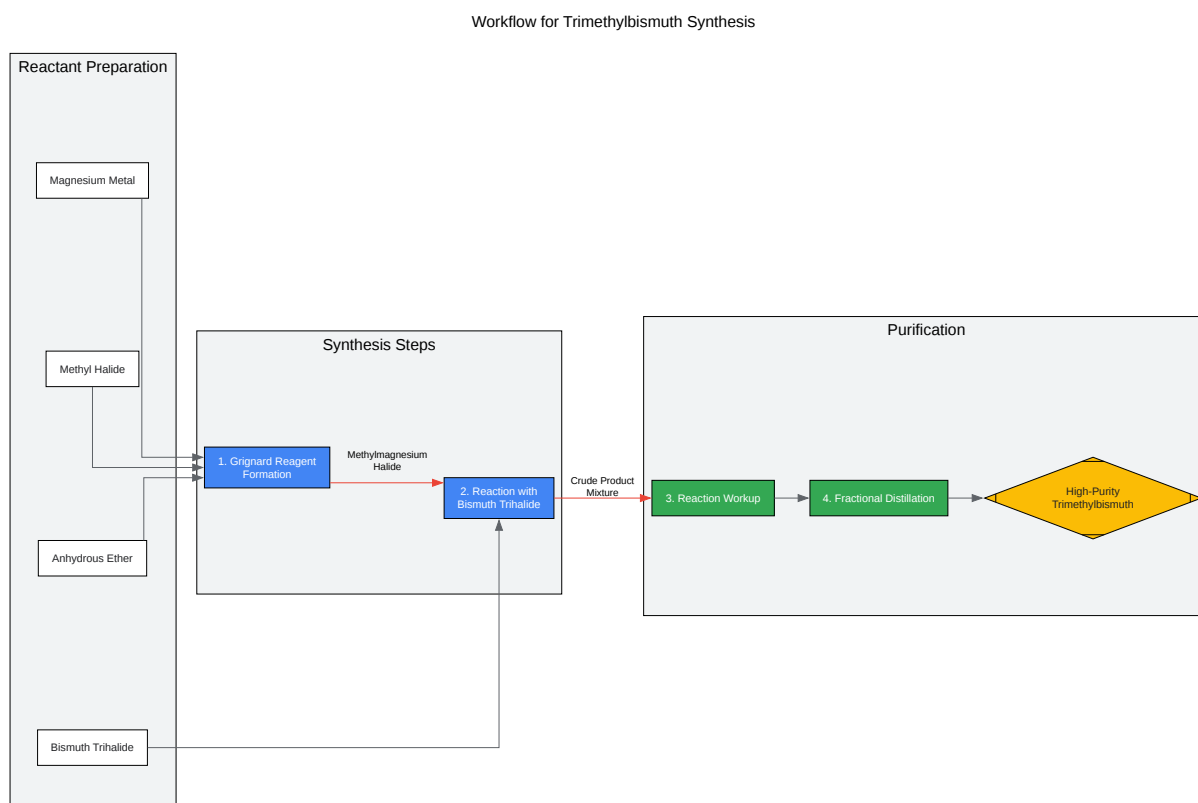 Workflow for Trimethylbismuth Synthesis
Reactant Preparation
Magnesium Metal
Methyl Halide
Anhydrous Ether
Bismuth Trihalide
Synthesis Steps
1. Grignard Reagent
Formation
Methylmagnesium
Halide
2. Reaction with
Bismuth Trihalide
Crude Product
Mixture
Purification
3. Reaction Workup
4. Fractional Distillation
High-Purity
Trimethylbismuth